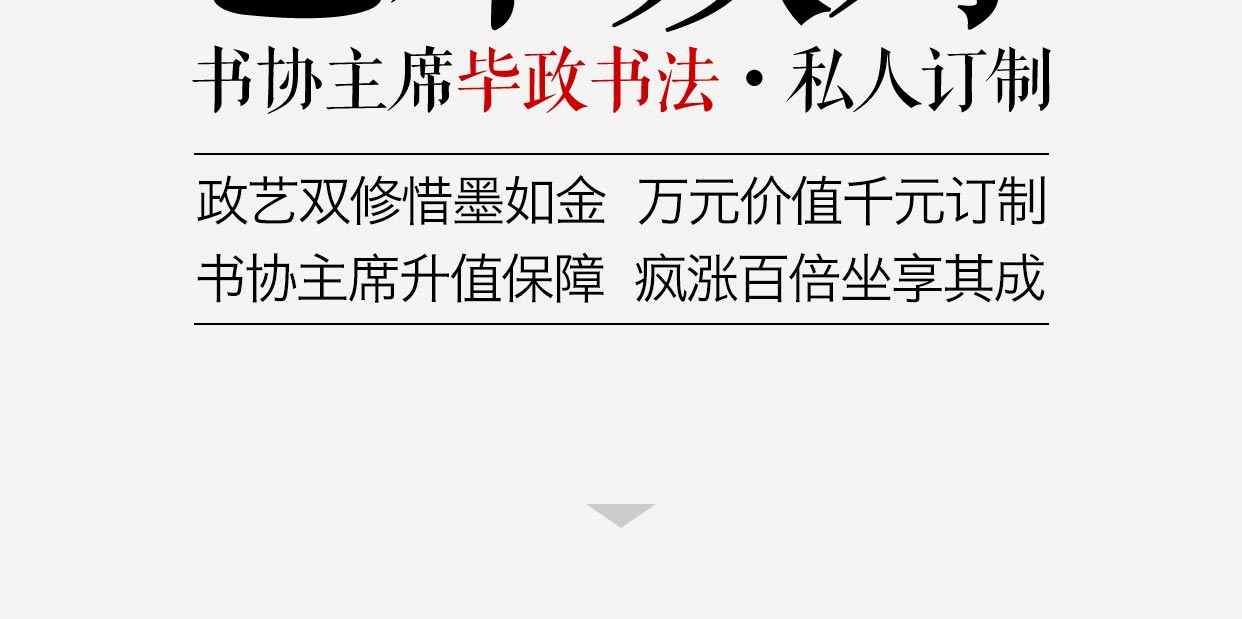 书协主席毕政书法·私人订制
政艺双修惜墨如金 万元价值千元订制
书协主席升值保障 疯涨百倍坐享其成